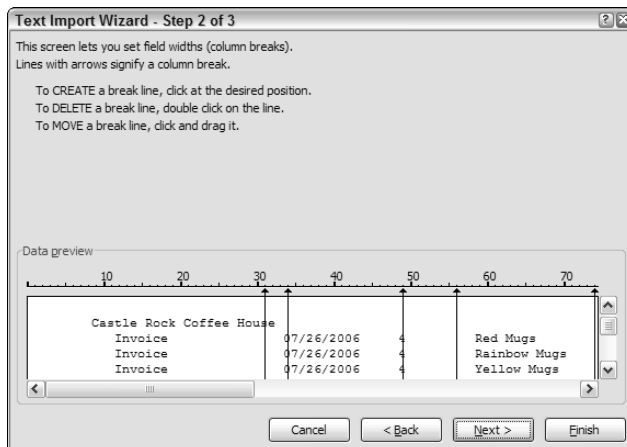 Text Import Wizard - Step 2 of 3
This screen lets you set field widths (column breaks).
Lines with arrows signify a column break.
To CREATE a break line, click at the desired position.
To DELETE a break line, double click on the line.
To MOVE a break line, click and drag it.
Data preview
10 20 30 40 50 60 70
Castle Rock Coffee House
Invoice 07/26/2006 4 Red Mugs
Invoice 07/26/2006 4 Rainbow Mugs
Invoice 07/26/2006 4 Yellow Mugs
Cancel < Back Next > Finish